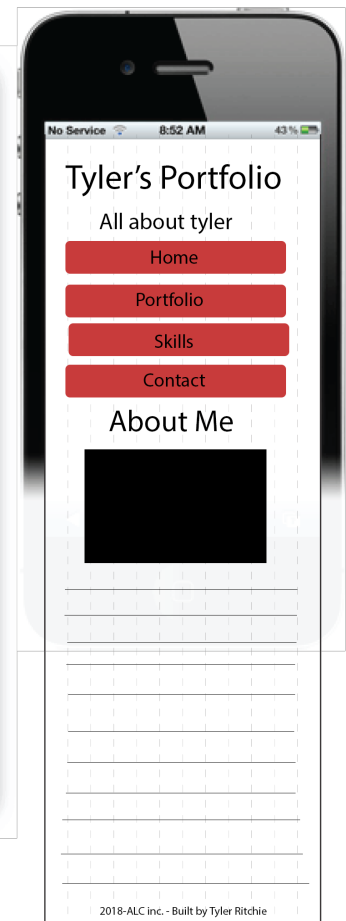 No Service 8:52 AM 43 %
Tyler's Portfolio
All about tyler
Home
Portfolio
Skills
Contact
About Me
2018-ALC inc. - Built by Tyler Ritchie